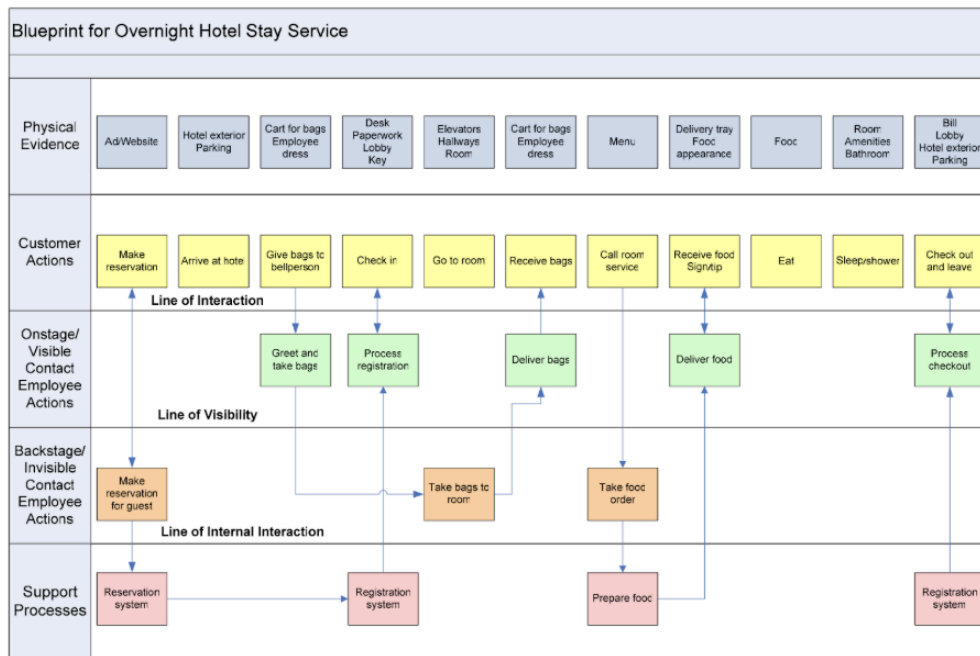 Blueprint for Overnight Hotel Stay Service
Physical
Evidence
Ad/Website
Hotel exterior
Parking
Cart for bags
Employee
dress
Desk
Paperwork
Lobby
Key
Elevators
Hallways
Room
Cart for bags
Employee
dress
Menu
Delivery tray
Food
appearance
Food
Room
Amenities
Bathroom
Bill
Lobby
Hotel exterior
Parking
Customer
Actions
Make
reservation
Arrive at hotel
Give bags to
bellperson
Check in
Go to room
Receive bags
Call room
service
Receive food
Sign/tip
Eat
Sleep/shower
Check out
and leave
Line of Interaction
Onstage/
Visible
Contact
Employee
Actions
Greet and
take bags
Process
registration
Deliver bags
Deliver food
Process
checkout
Line of Visibility
Backstage/
Invisible
Contact
Employee
Actions
Make
reservation
for guest
Take bags to
room
Take food
order
Line of Internal Interaction
Support
Processes
Reservation
system
Registration
system
Prepare food
Registration
system